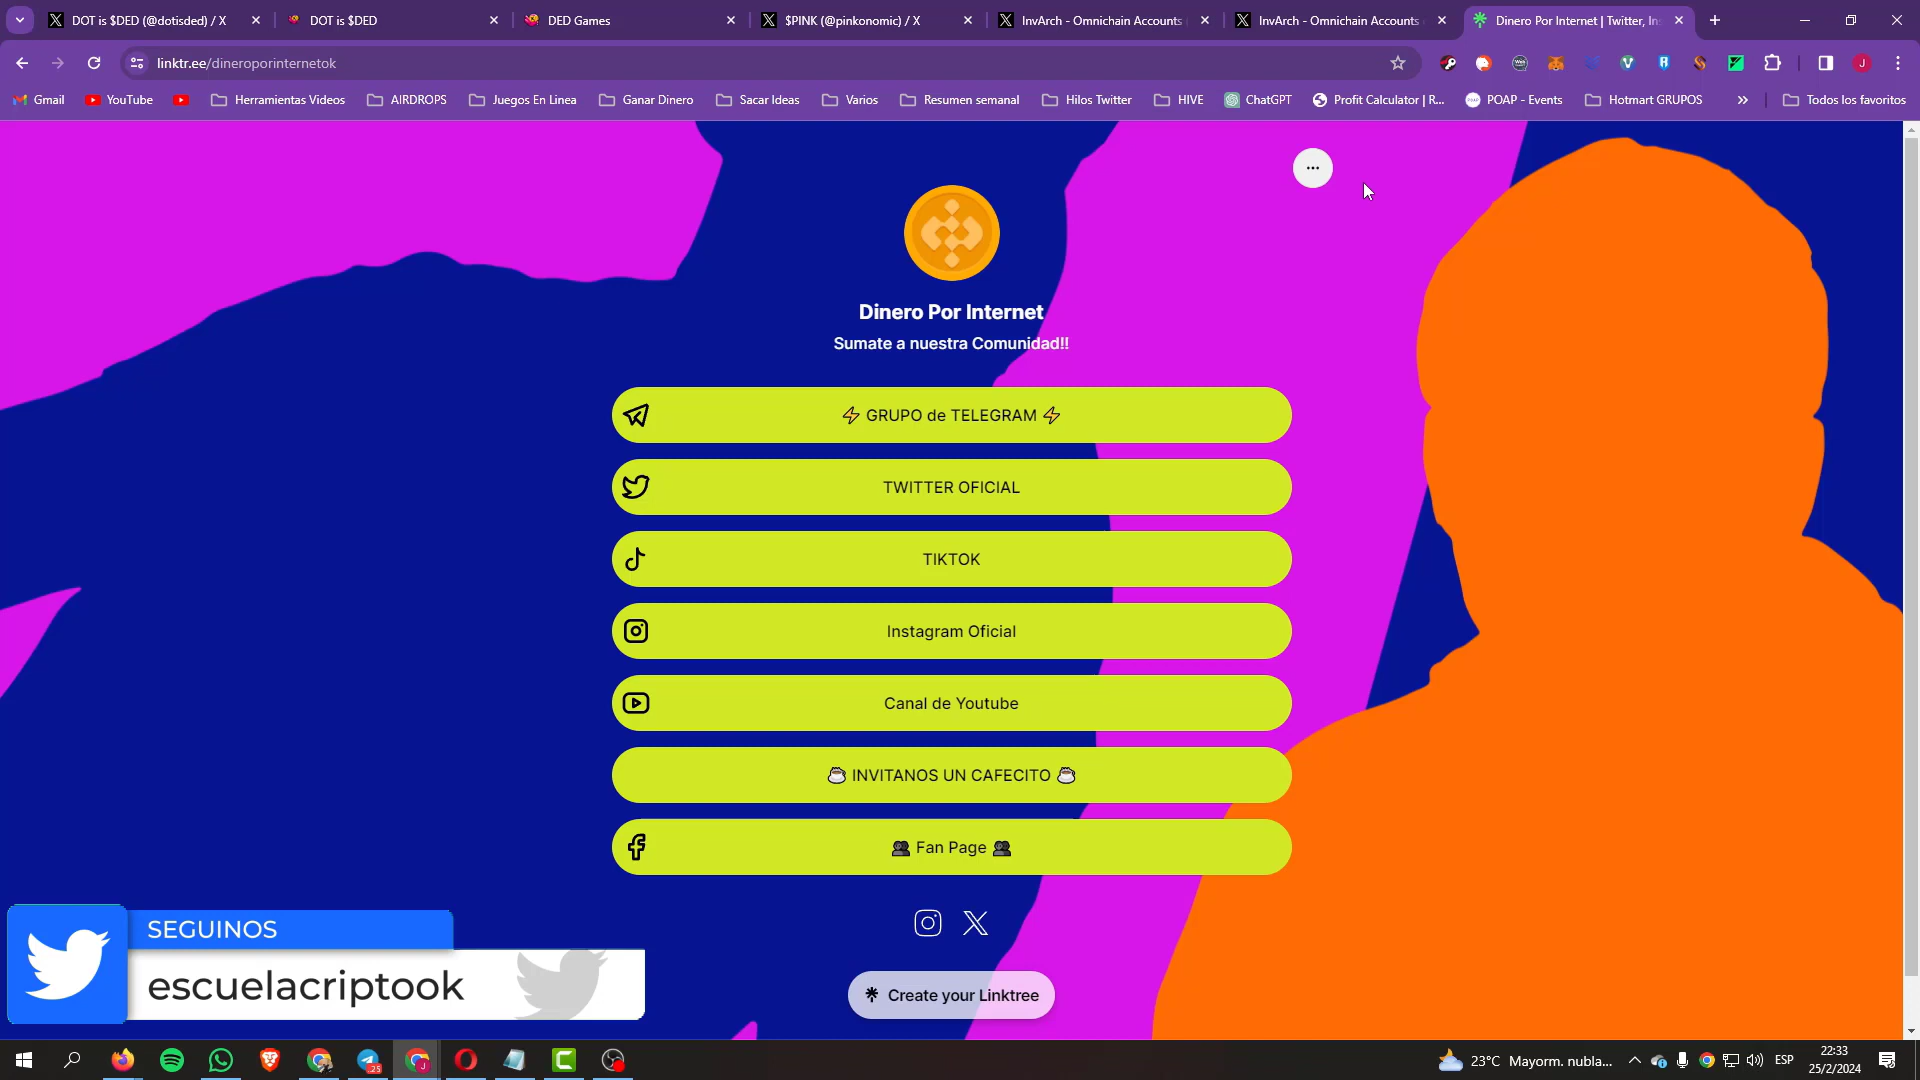 DOT is $DED (@dotisded) / X
DOT is $DED
DED Games
$PINK (@pinkonomic) / X
InvArch - Omnichain Accounts
InvArch - Omnichain Accounts
Dinero Por Internet | Twitter, In
linktr.ee/dineroporinternetok
Gmail
YouTube
Herramientas Videos
AIRDROPS
Juegos En Linea
Ganar Dinero
Sacar Ideas
Varios
Resumen semanal
Hilos Twitter
HIVE
ChatGPT
Profit Calculator | R...
POAP - Events
Hotmart GRUPOS
Todos los favoritos
Dinero Por Internet
Sumate a nuestra Comunidad!!
⚡ GRUPO de TELEGRAM ⚡
TWITTER OFICIAL
TIKTOK
Instagram Oficial
Canal de Youtube
☕ INVITANOS UN CAFECITO ☕
👥 Fan Page 👥
Create your Linktree
SEGUINOS
escuelacriptook
23°C Mayorm. nubla...
ESP
22:33
25/2/2024